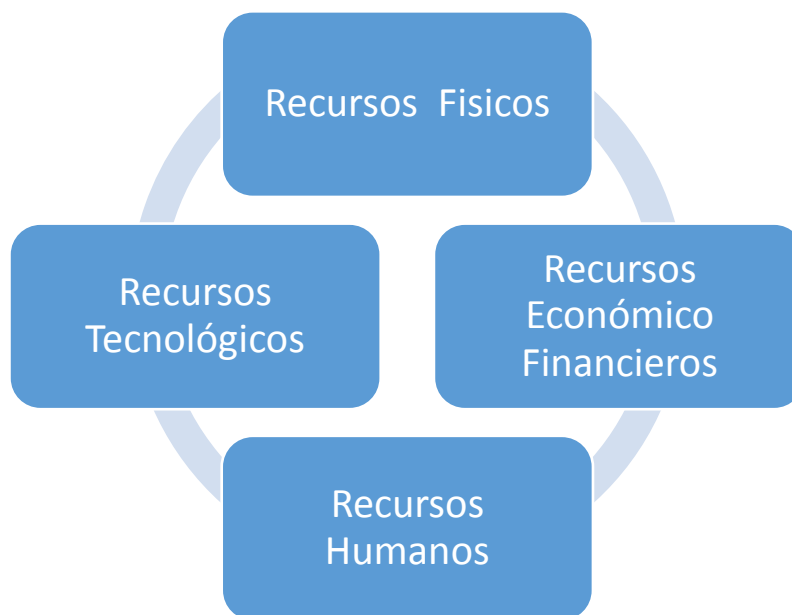 Recursos Fisicos
Recursos
Tecnológicos
Recursos
Económico
Financieros
Recursos
Humanos